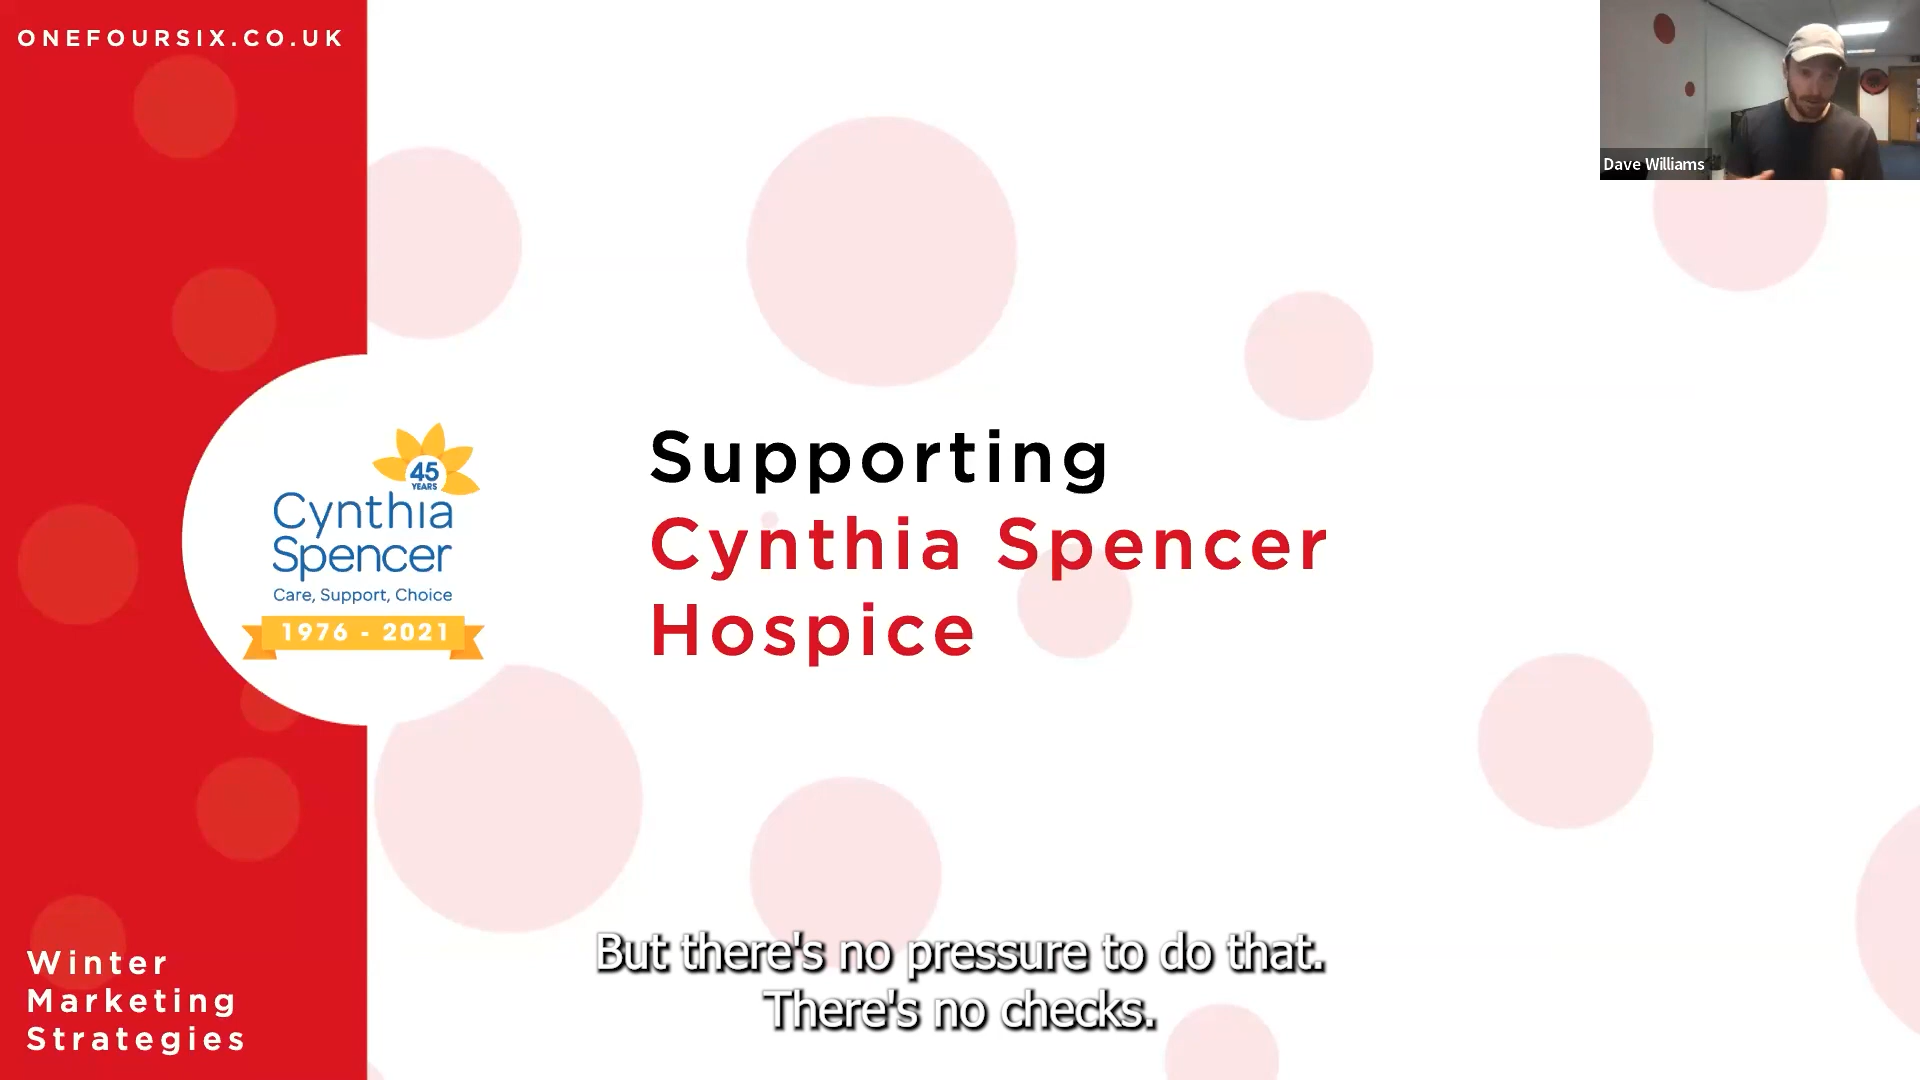 ONEFOURSIX.CO.UK
Dave Williams
45
YEARS
Cynthia
Spencer
Care, Support, Choice
1976 - 2021
Supporting
Cynthia Spencer
Hospice
Winter
Marketing
Strategies
But there's no pressure to do that.
There's no checks.